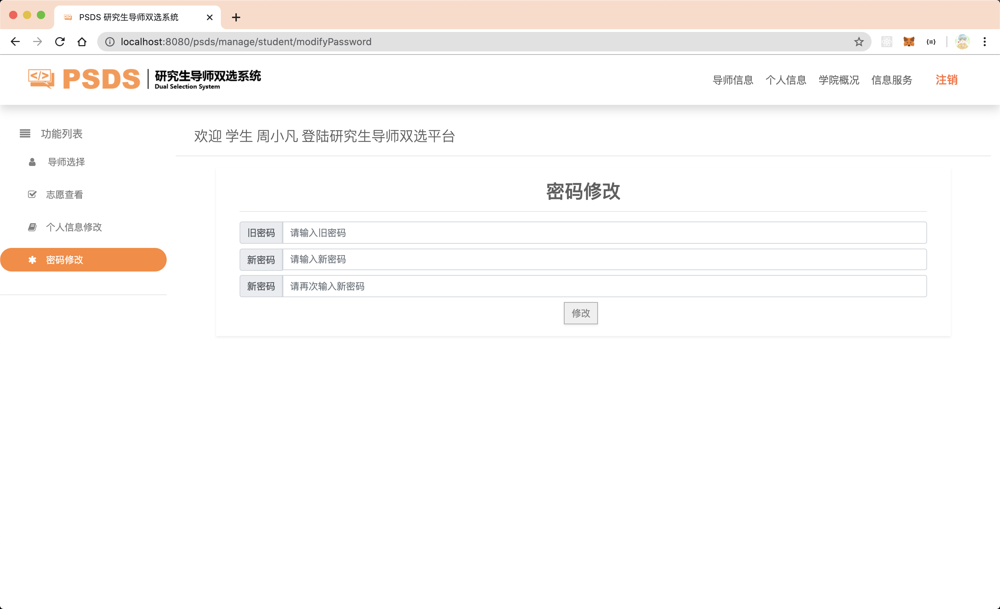 PSDS 研究生导师双选系统
localhost:8080/psds/manage/student/modifyPassword
</> PSDS 研究生导师双选系统
Dual Selection System
导师信息 个人信息 学院概况 信息服务 注销
功能列表
导师选择
志愿查看
个人信息修改
密码修改
欢迎 学生 周小凡 登陆研究生导师双选平台
密码修改
旧密码 请输入旧密码
新密码 请输入新密码
新密码 请再次输入新密码
修改